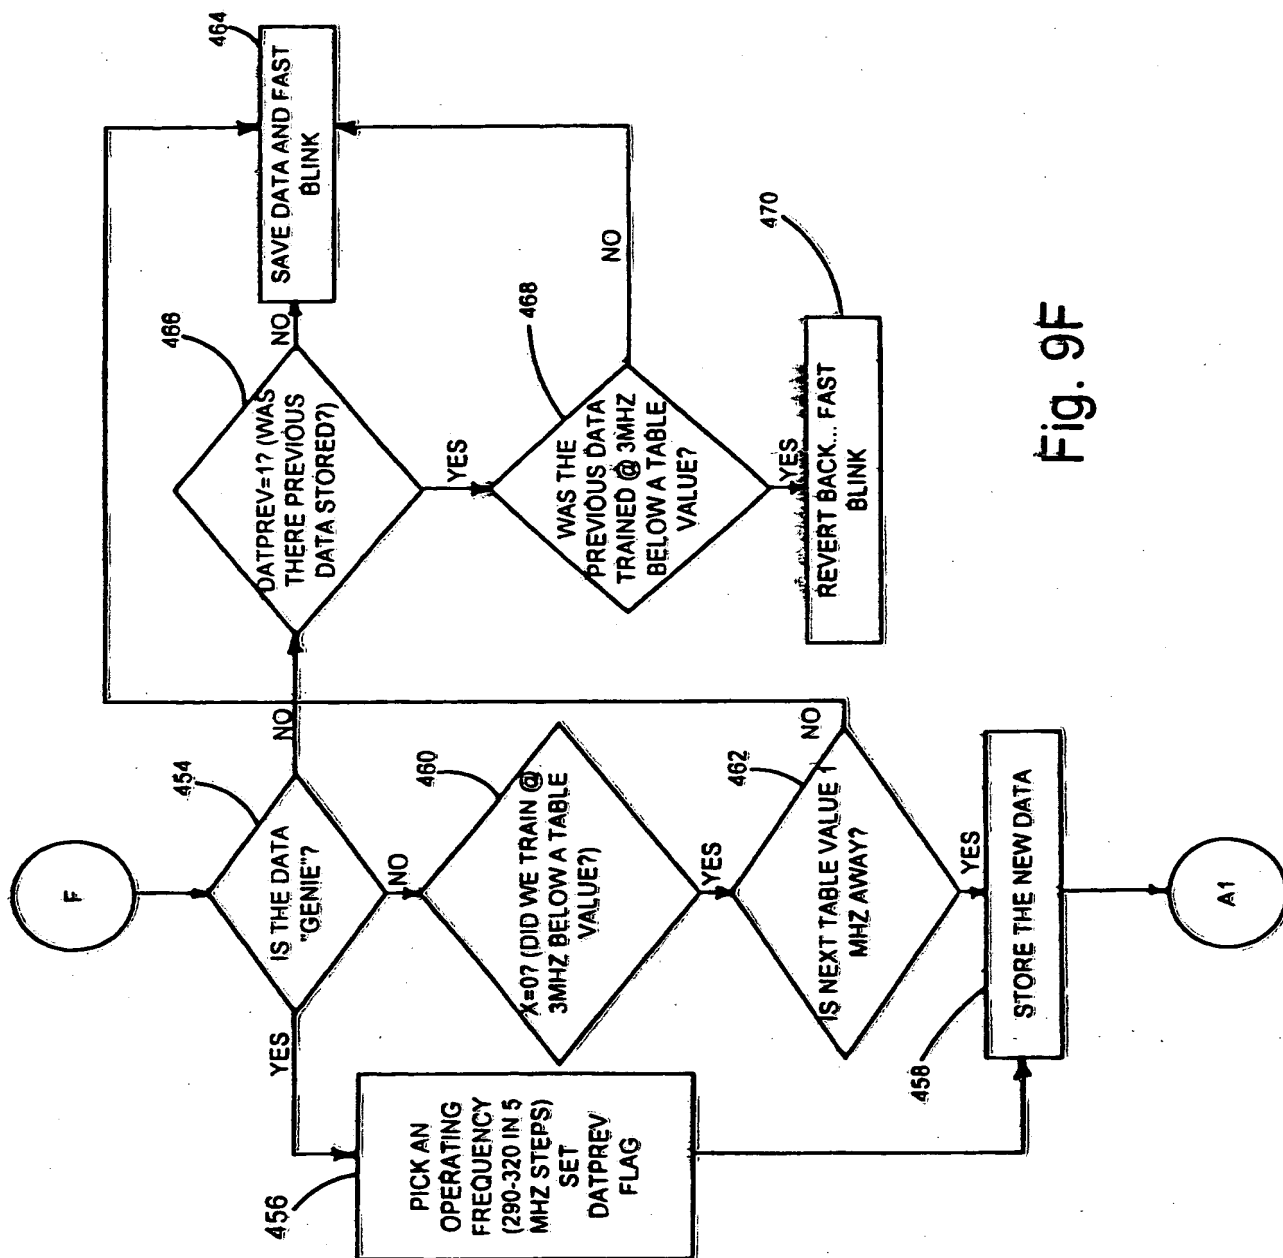 F
454
IS THE DATA
"GENIE"?
YES
NO
NO
456
PICK AN
OPERATING
FREQUENCY
(290-320 IN 5
MHZ STEPS)
SET
DATPREV
FLAG
460
X=0? (DID WE TRAIN @
3MHZ BELOW A TABLE
VALUE?)
YES
462
IS NEXT TABLE VALUE 1
MHZ AWAY?
NO
YES
458
STORE THE NEW DATA
A1
466
DATPREV=1? (WAS
THERE PREVIOUS
DATA STORED?)
NO
YES
464
SAVE DATA AND FAST
BLINK
468
WAS THE
PREVIOUS DATA
TRAINED @ 3MHZ
BELOW A TABLE
VALUE?
NO
YES
470
REVERT BACK... FAST
BLINK
Fig. 9F